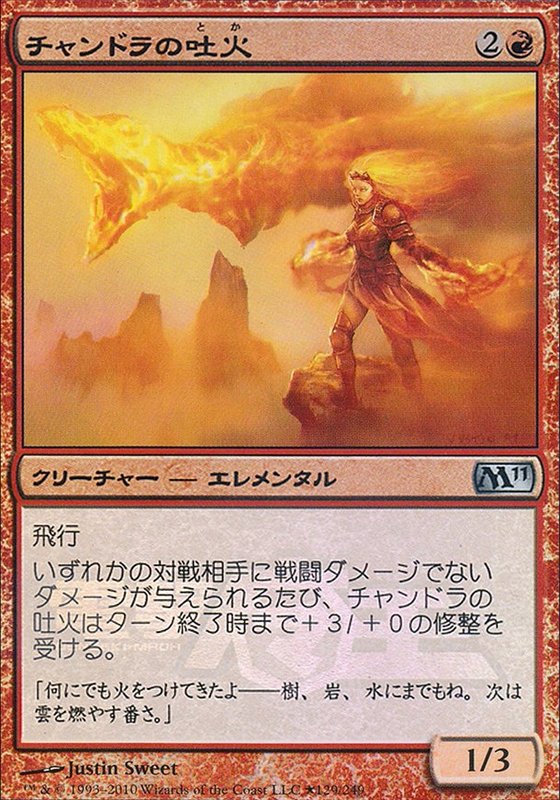 チャンドラの吐火
とか
2
クリーチャー — エレメンタル
M11
飛行
いずれかの対戦相手に戦闘ダメージでない
ダメージが与えられるたび、チャンドラの
吐火はターン終了時まで+3/+0の修整を
受ける。
「何にでも火をつけてきたよ――樹、岩、水にまでもね。次は
雲を燃やす番さ。」
1/3
Justin Sweet
™ & © 1993–2010 Wizards of the Coast LLC ★129/249